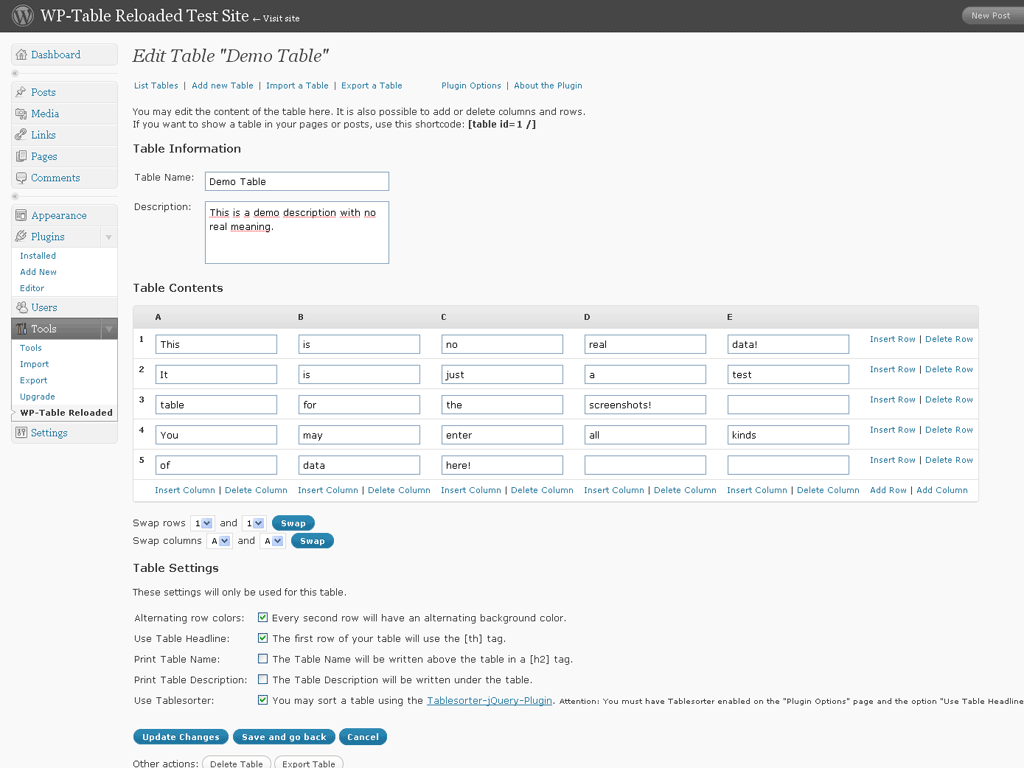 WP-Table Reloaded Test Site ← Visit site
New Post
Dashboard
Posts
Media
Links
Pages
Comments
Appearance
Plugins
Installed
Add New
Editor
Users
Tools
Tools
Import
Export
Upgrade
WP-Table Reloaded
Settings
Edit Table "Demo Table"
List Tables | Add new Table | Import a Table | Export a Table Plugin Options | About the Plugin
You may edit the content of the table here. It is also possible to add or delete columns and rows.
If you want to show a table in your pages or posts, use this shortcode: [table id=1 /]
Table Information
Table Name: Demo Table
Description: This is a demo description with no
real meaning.
Table Contents
A B C D E
1 This is no real data! Insert Row | Delete Row
2 It is just a test Insert Row | Delete Row
3 table for the screenshots! Insert Row | Delete Row
4 You may enter all kinds Insert Row | Delete Row
5 of data here! Insert Row | Delete Row
Insert Column | Delete Column Insert Column | Delete Column Insert Column | Delete Column Insert Column | Delete Column Insert Column | Delete Column Add Row | Add Column
Swap rows 1 and 1 Swap
Swap columns A and A Swap
Table Settings
These settings will only be used for this table.
Alternating row colors: Every second row will have an alternating background color.
Use Table Headline: The first row of your table will use the [th] tag.
Print Table Name: The Table Name will be written above the table in a [h2] tag.
Print Table Description: The Table Description will be written under the table.
Use Tablesorter: You may sort a table using the Tablesorter-jQuery-Plugin. Attention: You must have Tablesorter enabled on the "Plugin Options" page and the option "Use Table Headline
Update Changes Save and go back Cancel
Other actions: Delete Table Export Table